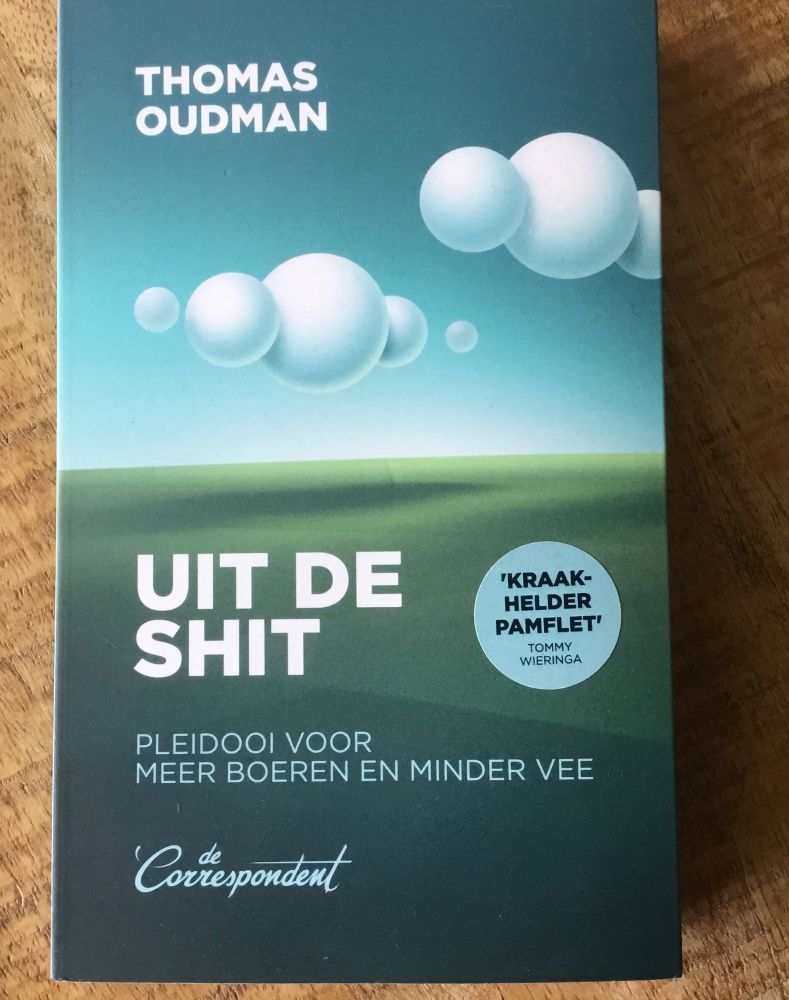 THOMAS
OUDMAN
UIT DE
SHIT
'KRAAK-
HELDER
PAMFLET'
TOMMY
WIERINGA
PLEIDOOI VOOR
MEER BOEREN EN MINDER VEE
de
Correspondent